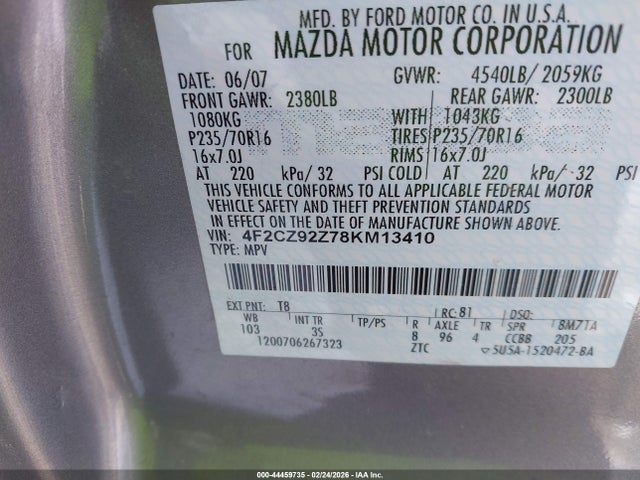 MFD. BY FORD MOTOR CO. IN U.S.A.
FOR MAZDA MOTOR CORPORATION
DATE: 06/07 GVWR: 4540LB/ 2059KG
FRONT GAWR: 2380LB REAR GAWR: 2300LB
1080KG WITH 1043KG
P235/70R16 TIRES P235/70R16
16x7.0J RIMS 16x7.0J
AT 220 kPa/ 32 PSI COLD AT 220 kPa/ 32 PSI
THIS VEHICLE CONFORMS TO ALL APPLICABLE FEDERAL MOTOR
VEHICLE SAFETY AND THEFT PREVENTION STANDARDS
IN EFFECT ON THE DATE OF MANUFACTURE SHOWN ABOVE.
VIN: 4F2CZ92Z78KM13410
TYPE: MPV
EXT PNT: T8 RC: 81 DSO:
WB INT TR TP/PS R AXLE TR SPR 8M7TA
103 3S 8 96 4 CCBB 205
1200706267323 ZTC 5U5A-1520472-BA
000-44459735 - 02/24/2026 - IAA Inc.